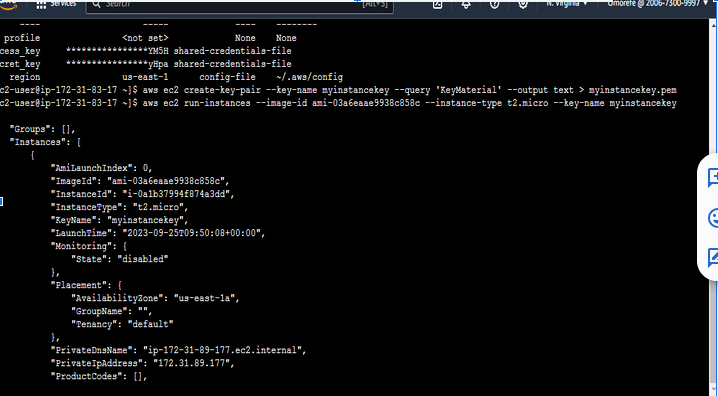 Services
Search
[Alt+S]
N. Virginia
Omorefe @ 2006-7300-9997
---- ----- ---- --------
profile <not set> None None
cess_key ****************YM5H shared-credentials-file
cret_key ****************yHpa shared-credentials-file
region us-east-1 config-file ~/.aws/config
c2-user@ip-172-31-83-17 ~]$ aws ec2 create-key-pair --key-name myinstancekey --query 'KeyMaterial' --output text > myinstancekey.pem
c2-user@ip-172-31-83-17 ~]$ aws ec2 run-instances --image-id ami-03a6eaae9938c858c --instance-type t2.micro --key-name myinstancekey
"Groups": [],
"Instances": [
{
"AmiLaunchIndex": 0,
"ImageId": "ami-03a6eaae9938c858c",
"InstanceId": "i-0a1b37994f874a3dd",
"InstanceType": "t2.micro",
"KeyName": "myinstancekey",
"LaunchTime": "2023-09-25T09:50:08+00:00",
"Monitoring": {
"State": "disabled"
},
"Placement": {
"AvailabilityZone": "us-east-1a",
"GroupName": "",
"Tenancy": "default"
},
"PrivateDnsName": "ip-172-31-89-177.ec2.internal",
"PrivateIpAddress": "172.31.89.177",
"ProductCodes": [],